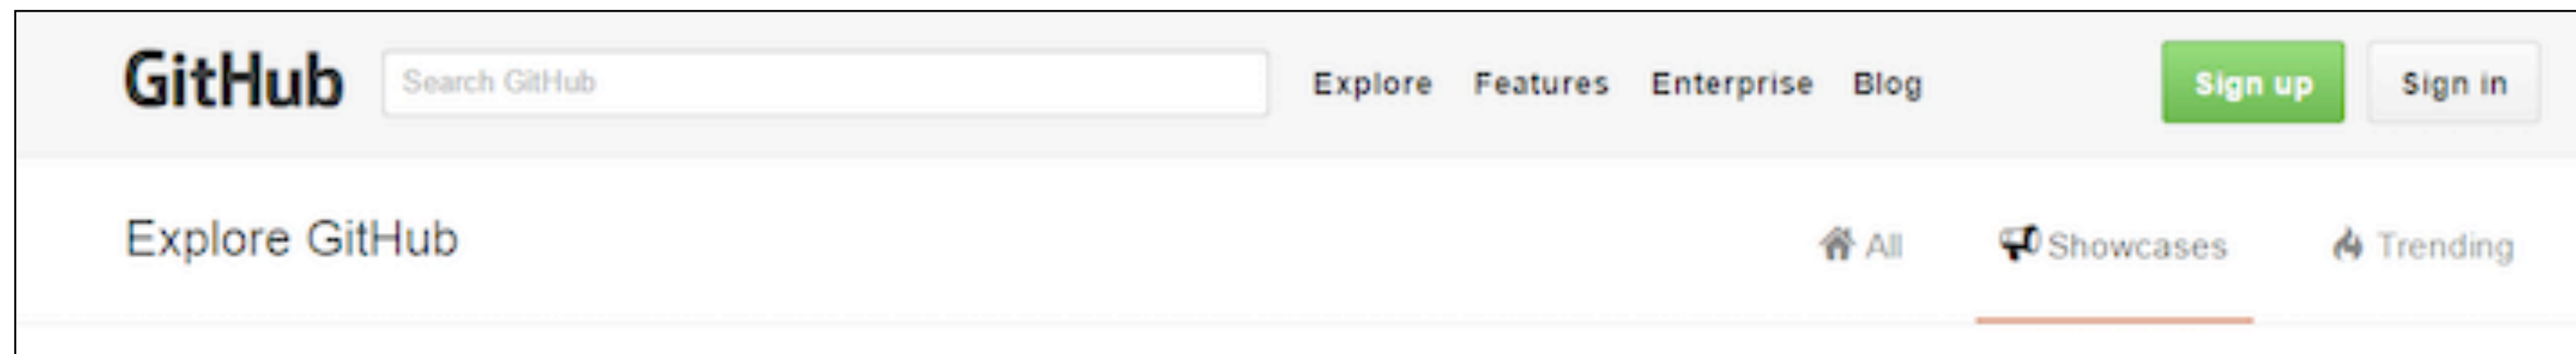 GitHub Search GitHub Explore Features Enterprise Blog Sign up Sign in
Explore GitHub All Showcases Trending